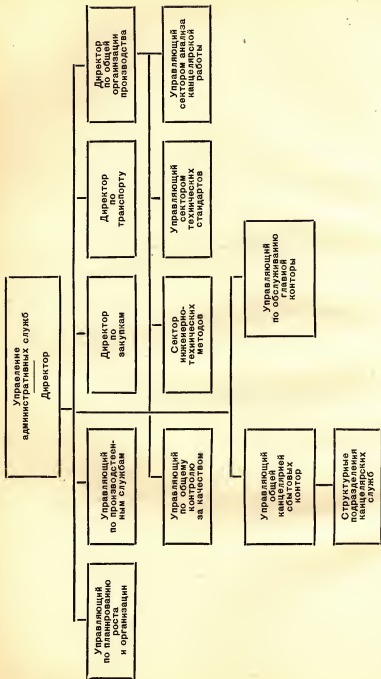 Управление
административных служб
Директор
Управляющий
по планированию
роста
и организации
Управляющий
по производствен-
ным службам
Директор
по
закупкам
Директор
по
транспорту
Директор
по общей
организации
производства
Управляющий
по общему
контролю
за качеством
Сектор
инженерно-
технических
методов
Управляющий
сектором
технических
стандартов
Управляющий
сектором анализа
канцелярской
работы
Управляющий
общей
канцелярией
сбытовых
контор
Управляющий
по обслуживанию
главной
конторы
Структурные
подразделения
канцелярских
служб